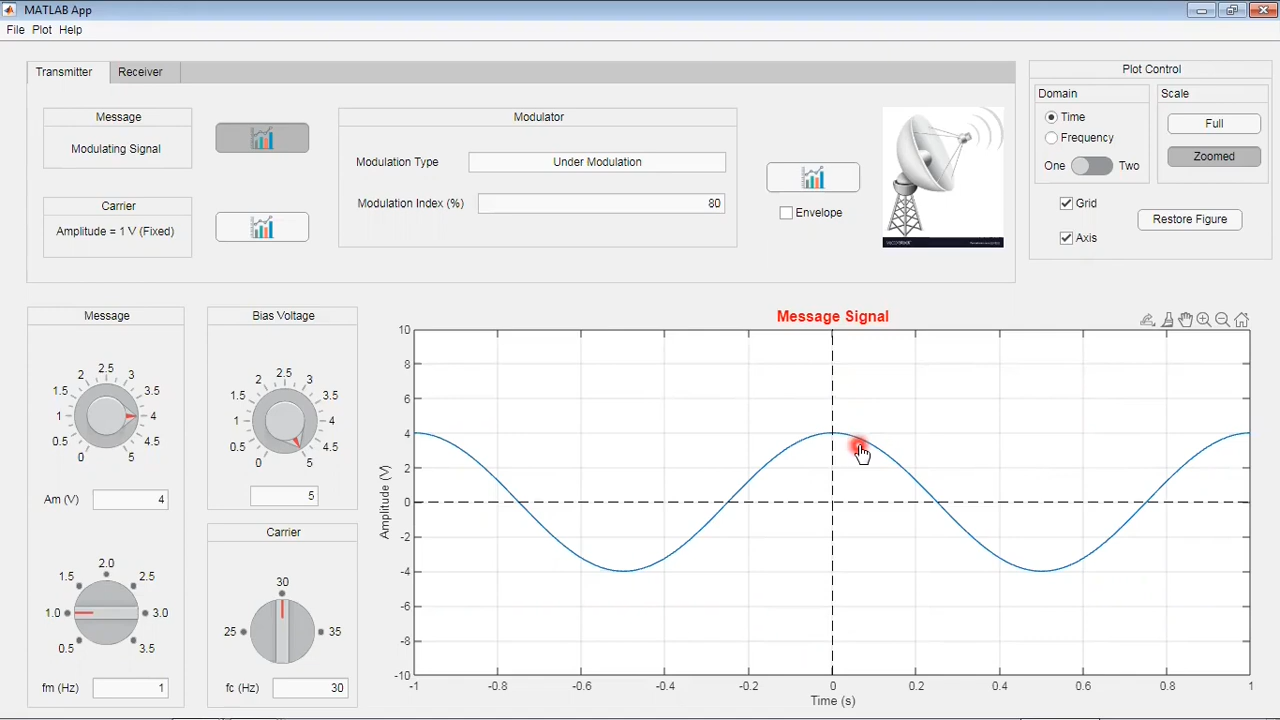 MATLAB App
File Plot Help
Transmitter Receiver
Message
Modulating Signal
Carrier
Amplitude = 1 V (Fixed)
Modulator
Modulation Type Under Modulation
Modulation Index (%) 80
Envelope
Plot Control
Domain
Time
Frequency
One Two
Scale
Full
Zoomed
Grid
Axis
Restore Figure
Message
0 0.5 1 1.5 2 2.5 3 3.5 4 4.5 5
Am (V) 4
0.5 1.0 1.5 2.0 2.5 3.0 3.5
fm (Hz) 1
Bias Voltage
0 0.5 1 1.5 2 2.5 3 3.5 4 4.5 5
5
Carrier
25 30 35
fc (Hz) 30
Message Signal
Amplitude (V)
10
8
6
4
2
0
-2
-4
-6
-8
-10
-1 -0.8 -0.6 -0.4 -0.2 0 0.2 0.4 0.6 0.8 1
Time (s)